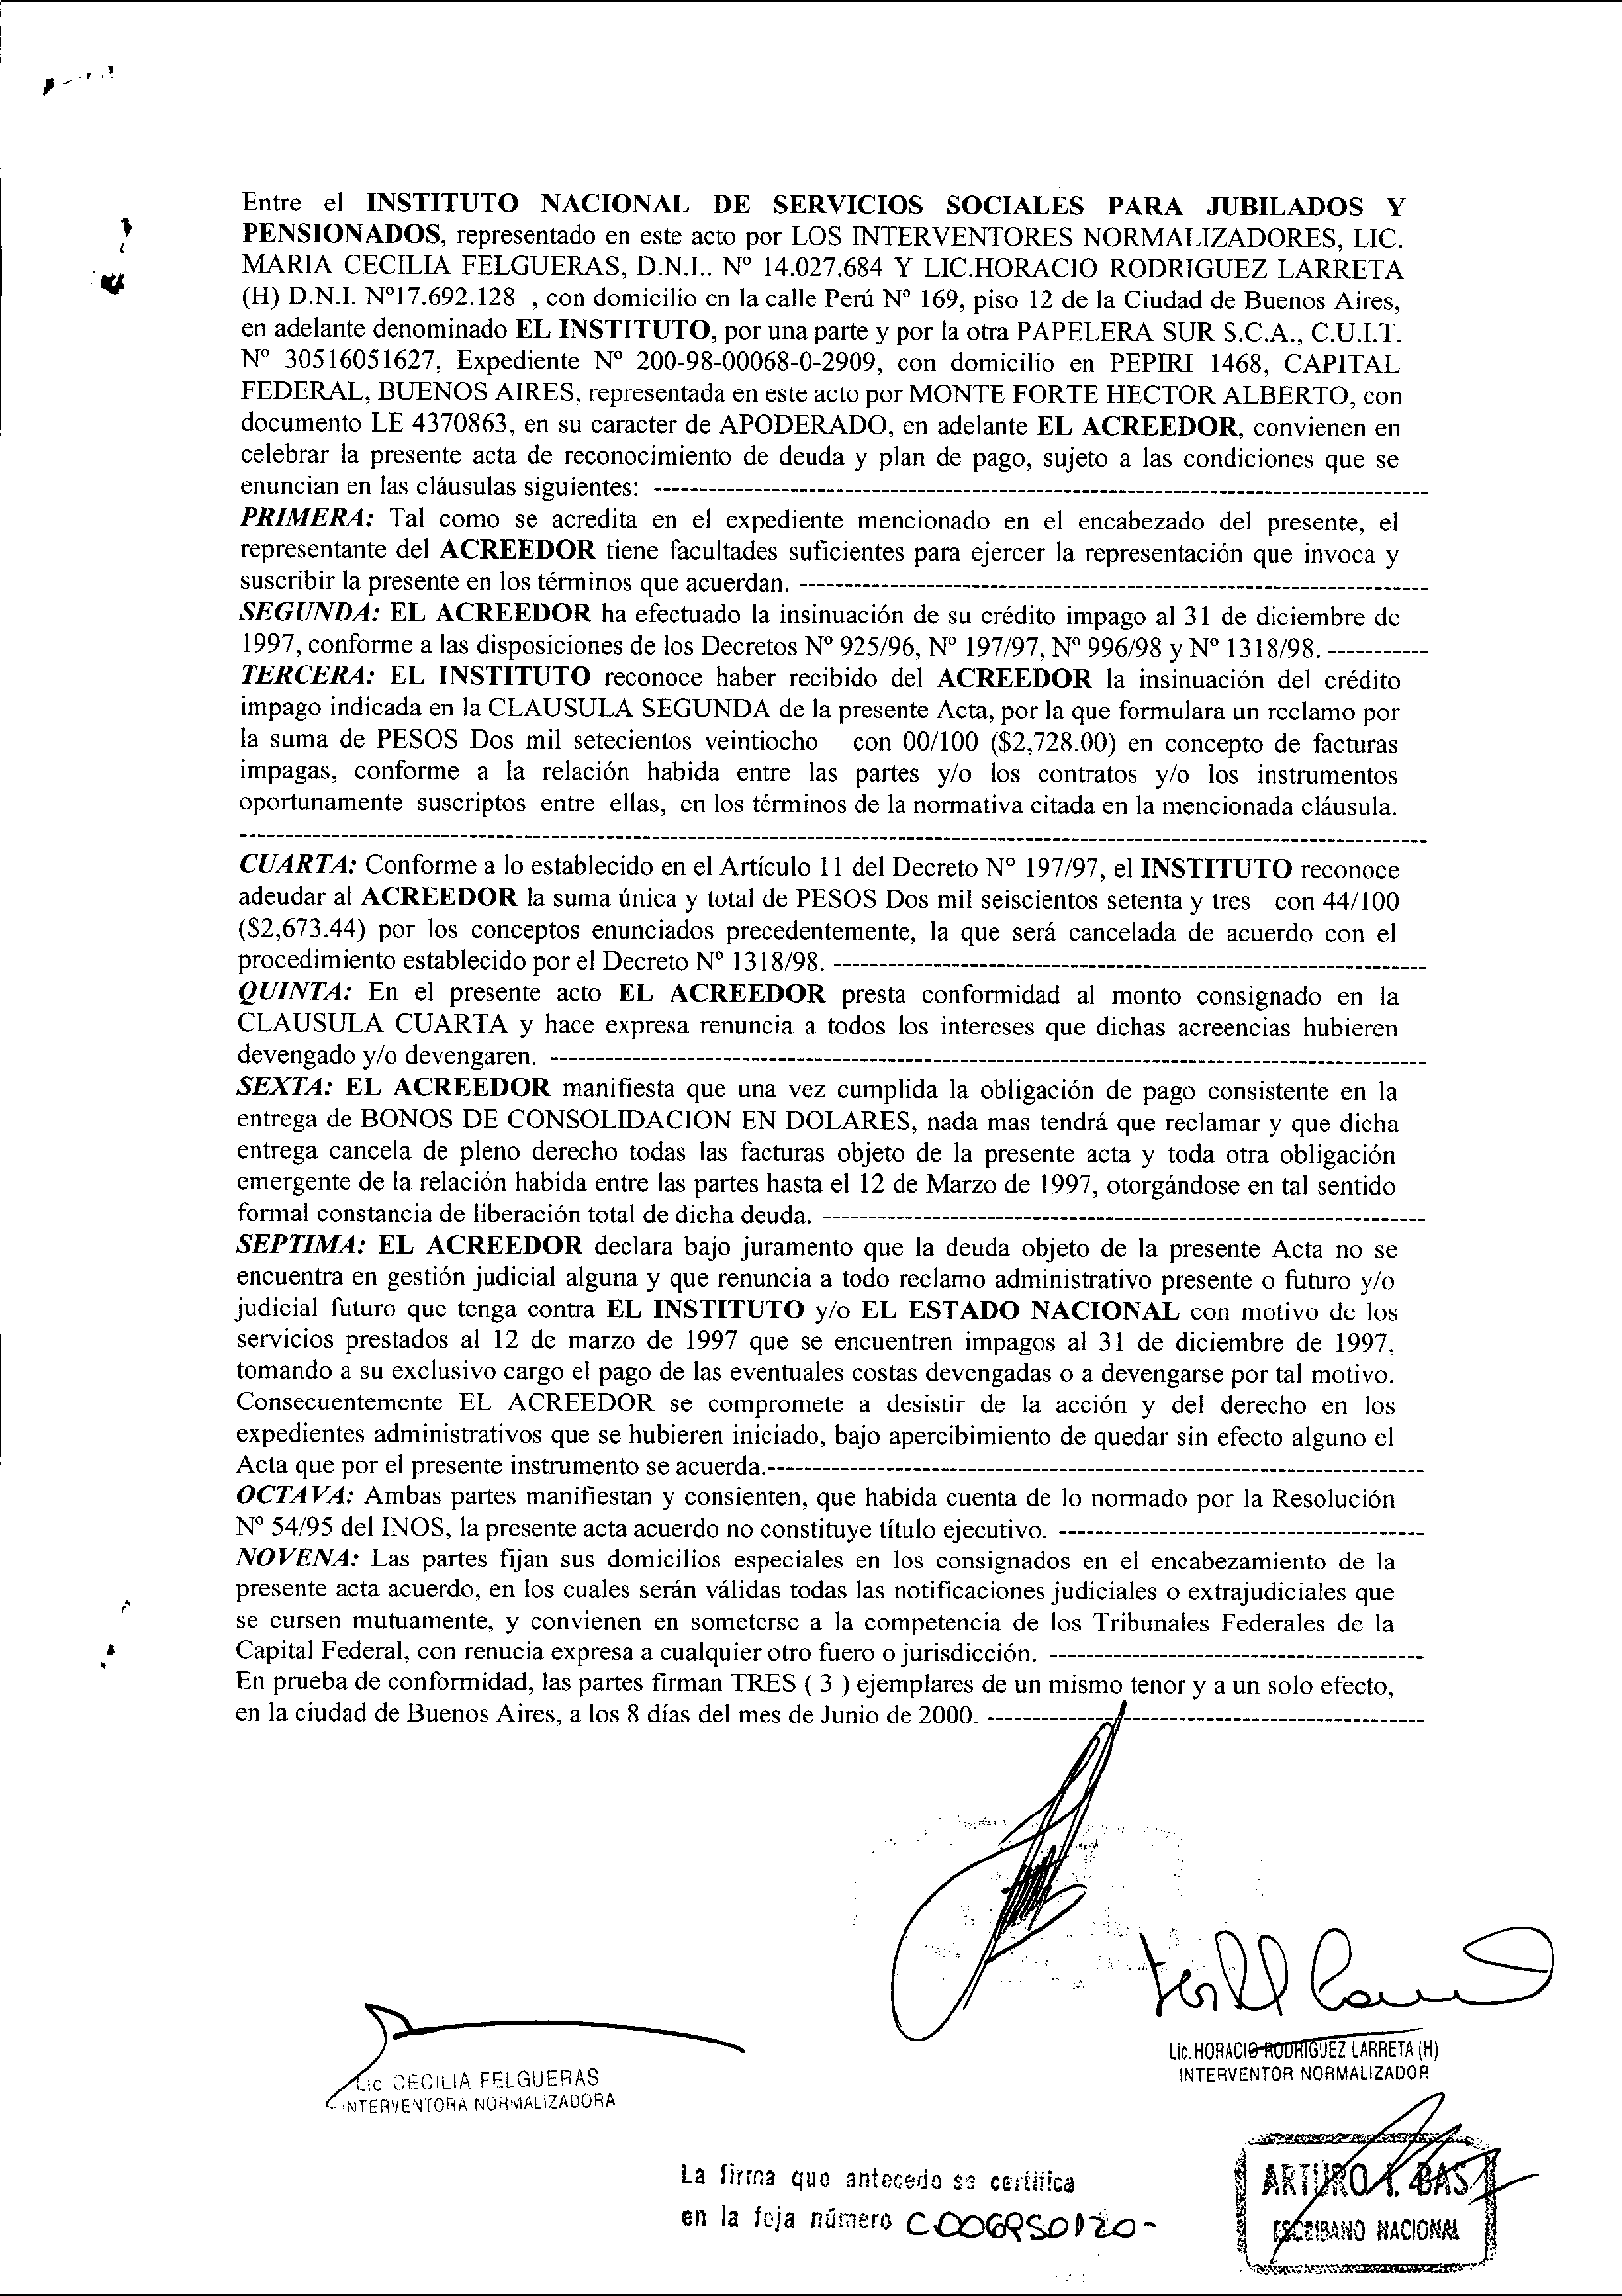 Entre el INSTITUTO NACIONAL DE SERVICIOS SOCIALES PARA JUBILADOS Y
PENSIONADOS, representado en este acto por LOS INTERVENTORES NORMALIZADORES, LIC.
MARIA CECILIA FELGUERAS, D.N.I.. Nº 14.027.684 Y LIC.HORACIO RODRIGUEZ LARRETA
(H) D.N.I. Nº17.692.128 , con domicilio en la calle Perú Nº 169, piso 12 de la Ciudad de Buenos Aires,
en adelante denominado EL INSTITUTO, por una parte y por la otra PAPELERA SUR S.C.A., C.U.I.T.
Nº 30516051627, Expediente Nº 200-98-00068-0-2909, con domicilio en PEPIRI 1468, CAPITAL
FEDERAL, BUENOS AIRES, representada en este acto por MONTE FORTE HECTOR ALBERTO, con
documento LE 4370863, en su caracter de APODERADO, en adelante EL ACREEDOR, convienen en
celebrar la presente acta de reconocimiento de deuda y plan de pago, sujeto a las condiciones que se
enuncian en las cláusulas siguientes: ----------
PRIMERA: Tal como se acredita en el expediente mencionado en el encabezado del presente, el
representante del ACREEDOR tiene facultades suficientes para ejercer la representación que invoca y
suscribir la presente en los términos que acuerdan. ----------
SEGUNDA: EL ACREEDOR ha efectuado la insinuación de su crédito impago al 31 de diciembre de
1997, conforme a las disposiciones de los Decretos Nº 925/96, Nº 197/97, Nº 996/98 y Nº 1318/98. ----------
TERCERA: EL INSTITUTO reconoce haber recibido del ACREEDOR la insinuación del crédito
impago indicada en la CLAUSULA SEGUNDA de la presente Acta, por la que formulara un reclamo por
la suma de PESOS Dos mil setecientos veintiocho con 00/100 ($2,728.00) en concepto de facturas
impagas, conforme a la relación habida entre las partes y/o los contratos y/o los instrumentos
oportunamente suscriptos entre ellas, en los términos de la normativa citada en la mencionada cláusula.
----------
CUARTA: Conforme a lo establecido en el Artículo 11 del Decreto Nº 197/97, el INSTITUTO reconoce
adeudar al ACREEDOR la suma única y total de PESOS Dos mil seiscientos setenta y tres con 44/100
($2,673.44) por los conceptos enunciados precedentemente, la que será cancelada de acuerdo con el
procedimiento establecido por el Decreto Nº 1318/98. ----------
QUINTA: En el presente acto EL ACREEDOR presta conformidad al monto consignado en la
CLAUSULA CUARTA y hace expresa renuncia a todos los intereses que dichas acreencias hubieren
devengado y/o devengaren. ----------
SEXTA: EL ACREEDOR manifiesta que una vez cumplida la obligación de pago consistente en la
entrega de BONOS DE CONSOLIDACION EN DOLARES, nada mas tendrá que reclamar y que dicha
entrega cancela de pleno derecho todas las facturas objeto de la presente acta y toda otra obligación
emergente de la relación habida entre las partes hasta el 12 de Marzo de 1997, otorgándose en tal sentido
formal constancia de liberación total de dicha deuda. ----------
SEPTIMA: EL ACREEDOR declara bajo juramento que la deuda objeto de la presente Acta no se
encuentra en gestión judicial alguna y que renuncia a todo reclamo administrativo presente o futuro y/o
judicial futuro que tenga contra EL INSTITUTO y/o EL ESTADO NACIONAL con motivo de los
servicios prestados al 12 de marzo de 1997 que se encuentren impagos al 31 de diciembre de 1997,
tomando a su exclusivo cargo el pago de las eventuales costas devengadas o a devengarse por tal motivo.
Consecuentemente EL ACREEDOR se compromete a desistir de la acción y del derecho en los
expedientes administrativos que se hubieren iniciado, bajo apercibimiento de quedar sin efecto alguno el
Acta que por el presente instrumento se acuerda.----------
OCTAVA: Ambas partes manifiestan y consienten, que habida cuenta de lo normado por la Resolución
Nº 54/95 del INOS, la presente acta acuerdo no constituye título ejecutivo. ----------
NOVENA: Las partes fijan sus domicilios especiales en los consignados en el encabezamiento de la
presente acta acuerdo, en los cuales serán válidas todas las notificaciones judiciales o extrajudiciales que
se cursen mutuamente, y convienen en someterse a la competencia de los Tribunales Federales de la
Capital Federal, con renucia expresa a cualquier otro fuero o jurisdicción. ----------
En prueba de conformidad, las partes firman TRES ( 3 ) ejemplares de un mismo tenor y a un solo efecto,
en la ciudad de Buenos Aires, a los 8 días del mes de Junio de 2000. ----------
Lic. HORACIO RODRIGUEZ LARRETA (H)
INTERVENTOR NORMALIZADOR
Lic CECILIA FELGUERAS
INTERVENTORA NORMALIZADORA
La firma que antecede se certifica
en la foja número
ARTURO I. BAS
ESCRIBANO NACIONAL